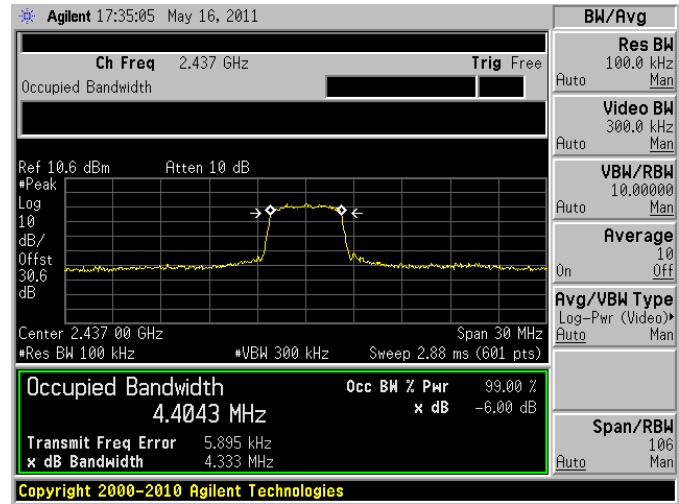 Agilent 17:35:05 May 16, 2011
BW/Avg
Ch Freq 2.437 GHz Trig Free
Occupied Bandwidth
Res BW
100.0 kHz
Auto Man
Video BW
300.0 kHz
Auto Man
VBW/RBW
10.00000
Auto Man
Average
10
On Off
Avg/VBW Type
Log-Pwr (Video)
Auto Man
Span/RBW
106
Auto Man
Ref 10.6 dBm Atten 10 dB
#Peak
Log
10
dB/
Offst
30.6
dB
Center 2.437 00 GHz Span 30 MHz
#Res BW 100 kHz #VBW 300 kHz Sweep 2.88 ms (601 pts)
Occupied Bandwidth Occ BW % Pwr 99.00 %
4.4043 MHz x dB -6.00 dB
Transmit Freq Error 5.895 kHz
x dB Bandwidth 4.333 MHz
Copyright 2000-2010 Agilent Technologies